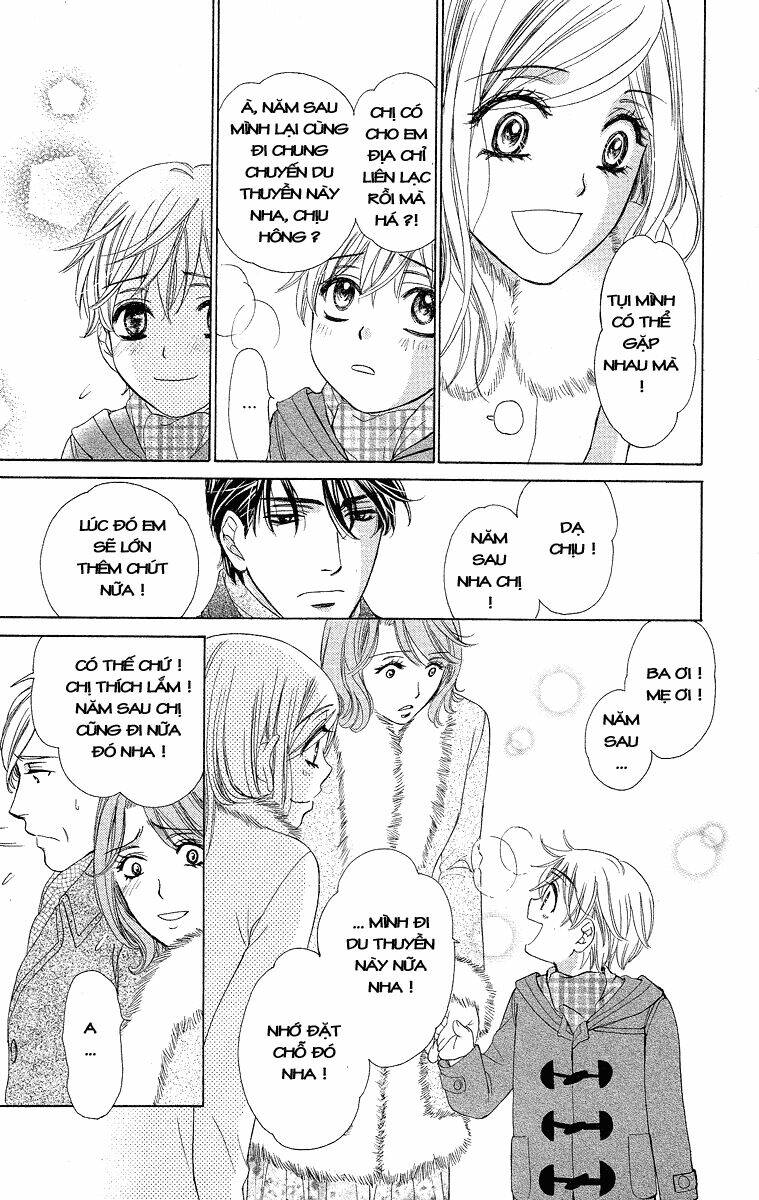 TỤI MÌNH
CÓ THỂ
GẶP
NHAU MÀ
!
CHỊ CÓ
CHO EM
ĐỊA CHỈ
LIÊN LẠC
RỒI MÀ
HÁ ?!
À, NĂM SAU
MÌNH LẠI CÙNG
ĐI CHUNG
CHUYẾN DU
THUYỀN NÀY
NHA, CHỊU
HÔNG ?
...
DẠ
CHỊU !
NĂM
SAU
NHA CHỊ
!
LÚC ĐÓ EM
SẼ LỚN
THÊM CHÚT
NỮA !
BA ƠI !
MẸ ƠI !
NĂM
SAU
...
... MÌNH ĐI
DU THUYỀN
NÀY NỮA
NHA !
NHỚ ĐẶT
CHỖ ĐÓ
NHA !
CÓ THẾ CHỨ !
CHỊ THÍCH LẮM !
NĂM SAU CHỊ
CŨNG ĐI NỮA
ĐÓ NHA !
A
...